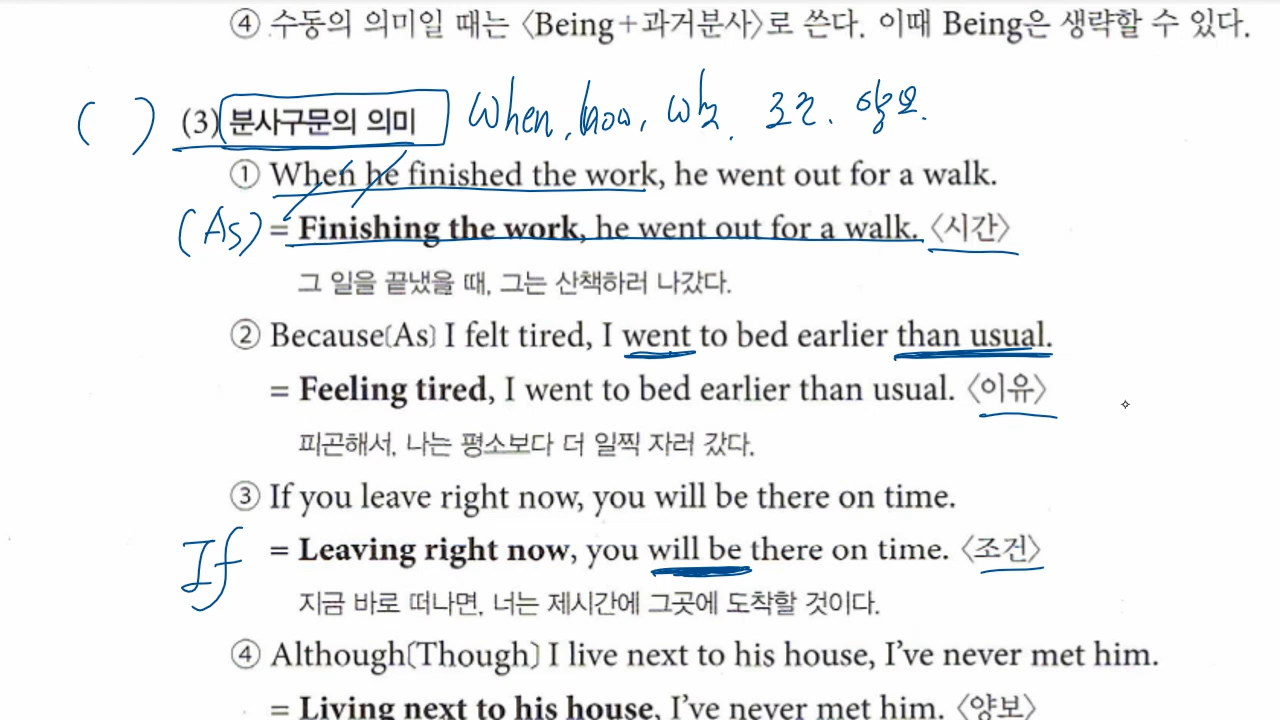 ④ 수동의 의미일 때는 〈Being+과거분사〉로 쓴다. 이때 Being은 생략할 수 있다.
( ) (3) 분사구문의 의미 When, how, why. 조건. 양보.
① When he finished the work, he went out for a walk.
(As) = Finishing the work, he went out for a walk. 〈시간〉
그 일을 끝냈을 때, 그는 산책하러 나갔다.
② Because(As) I felt tired, I went to bed earlier than usual.
= Feeling tired, I went to bed earlier than usual. 〈이유〉
피곤해서, 나는 평소보다 더 일찍 자러 갔다.
③ If you leave right now, you will be there on time.
If = Leaving right now, you will be there on time. 〈조건〉
지금 바로 떠나면, 너는 제시간에 그곳에 도착할 것이다.
④ Although(Though) I live next to his house, I've never met him.
= Living next to his house, I've never met him. 〈양보〉